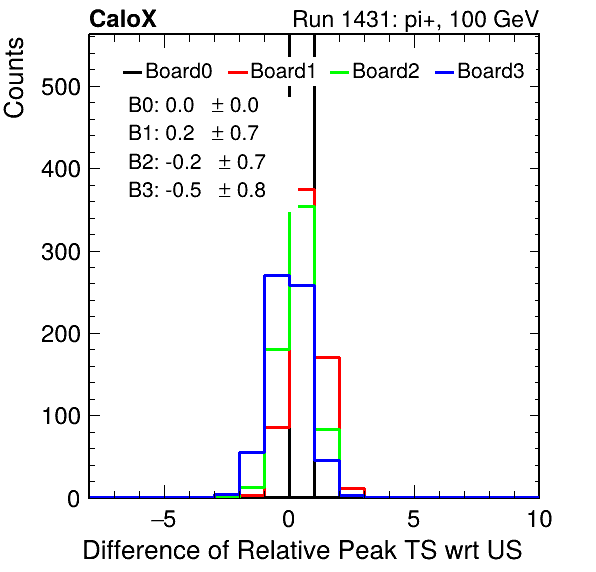 CaloX Run 1431: pi+, 100 GeV
Counts
Board0 Board1 Board2 Board3
B0: 0.0 ± 0.0
B1: 0.2 ± 0.7
B2: -0.2 ± 0.7
B3: -0.5 ± 0.8
500
400
300
200
100
0
−5 0 5 10
Difference of Relative Peak TS wrt US